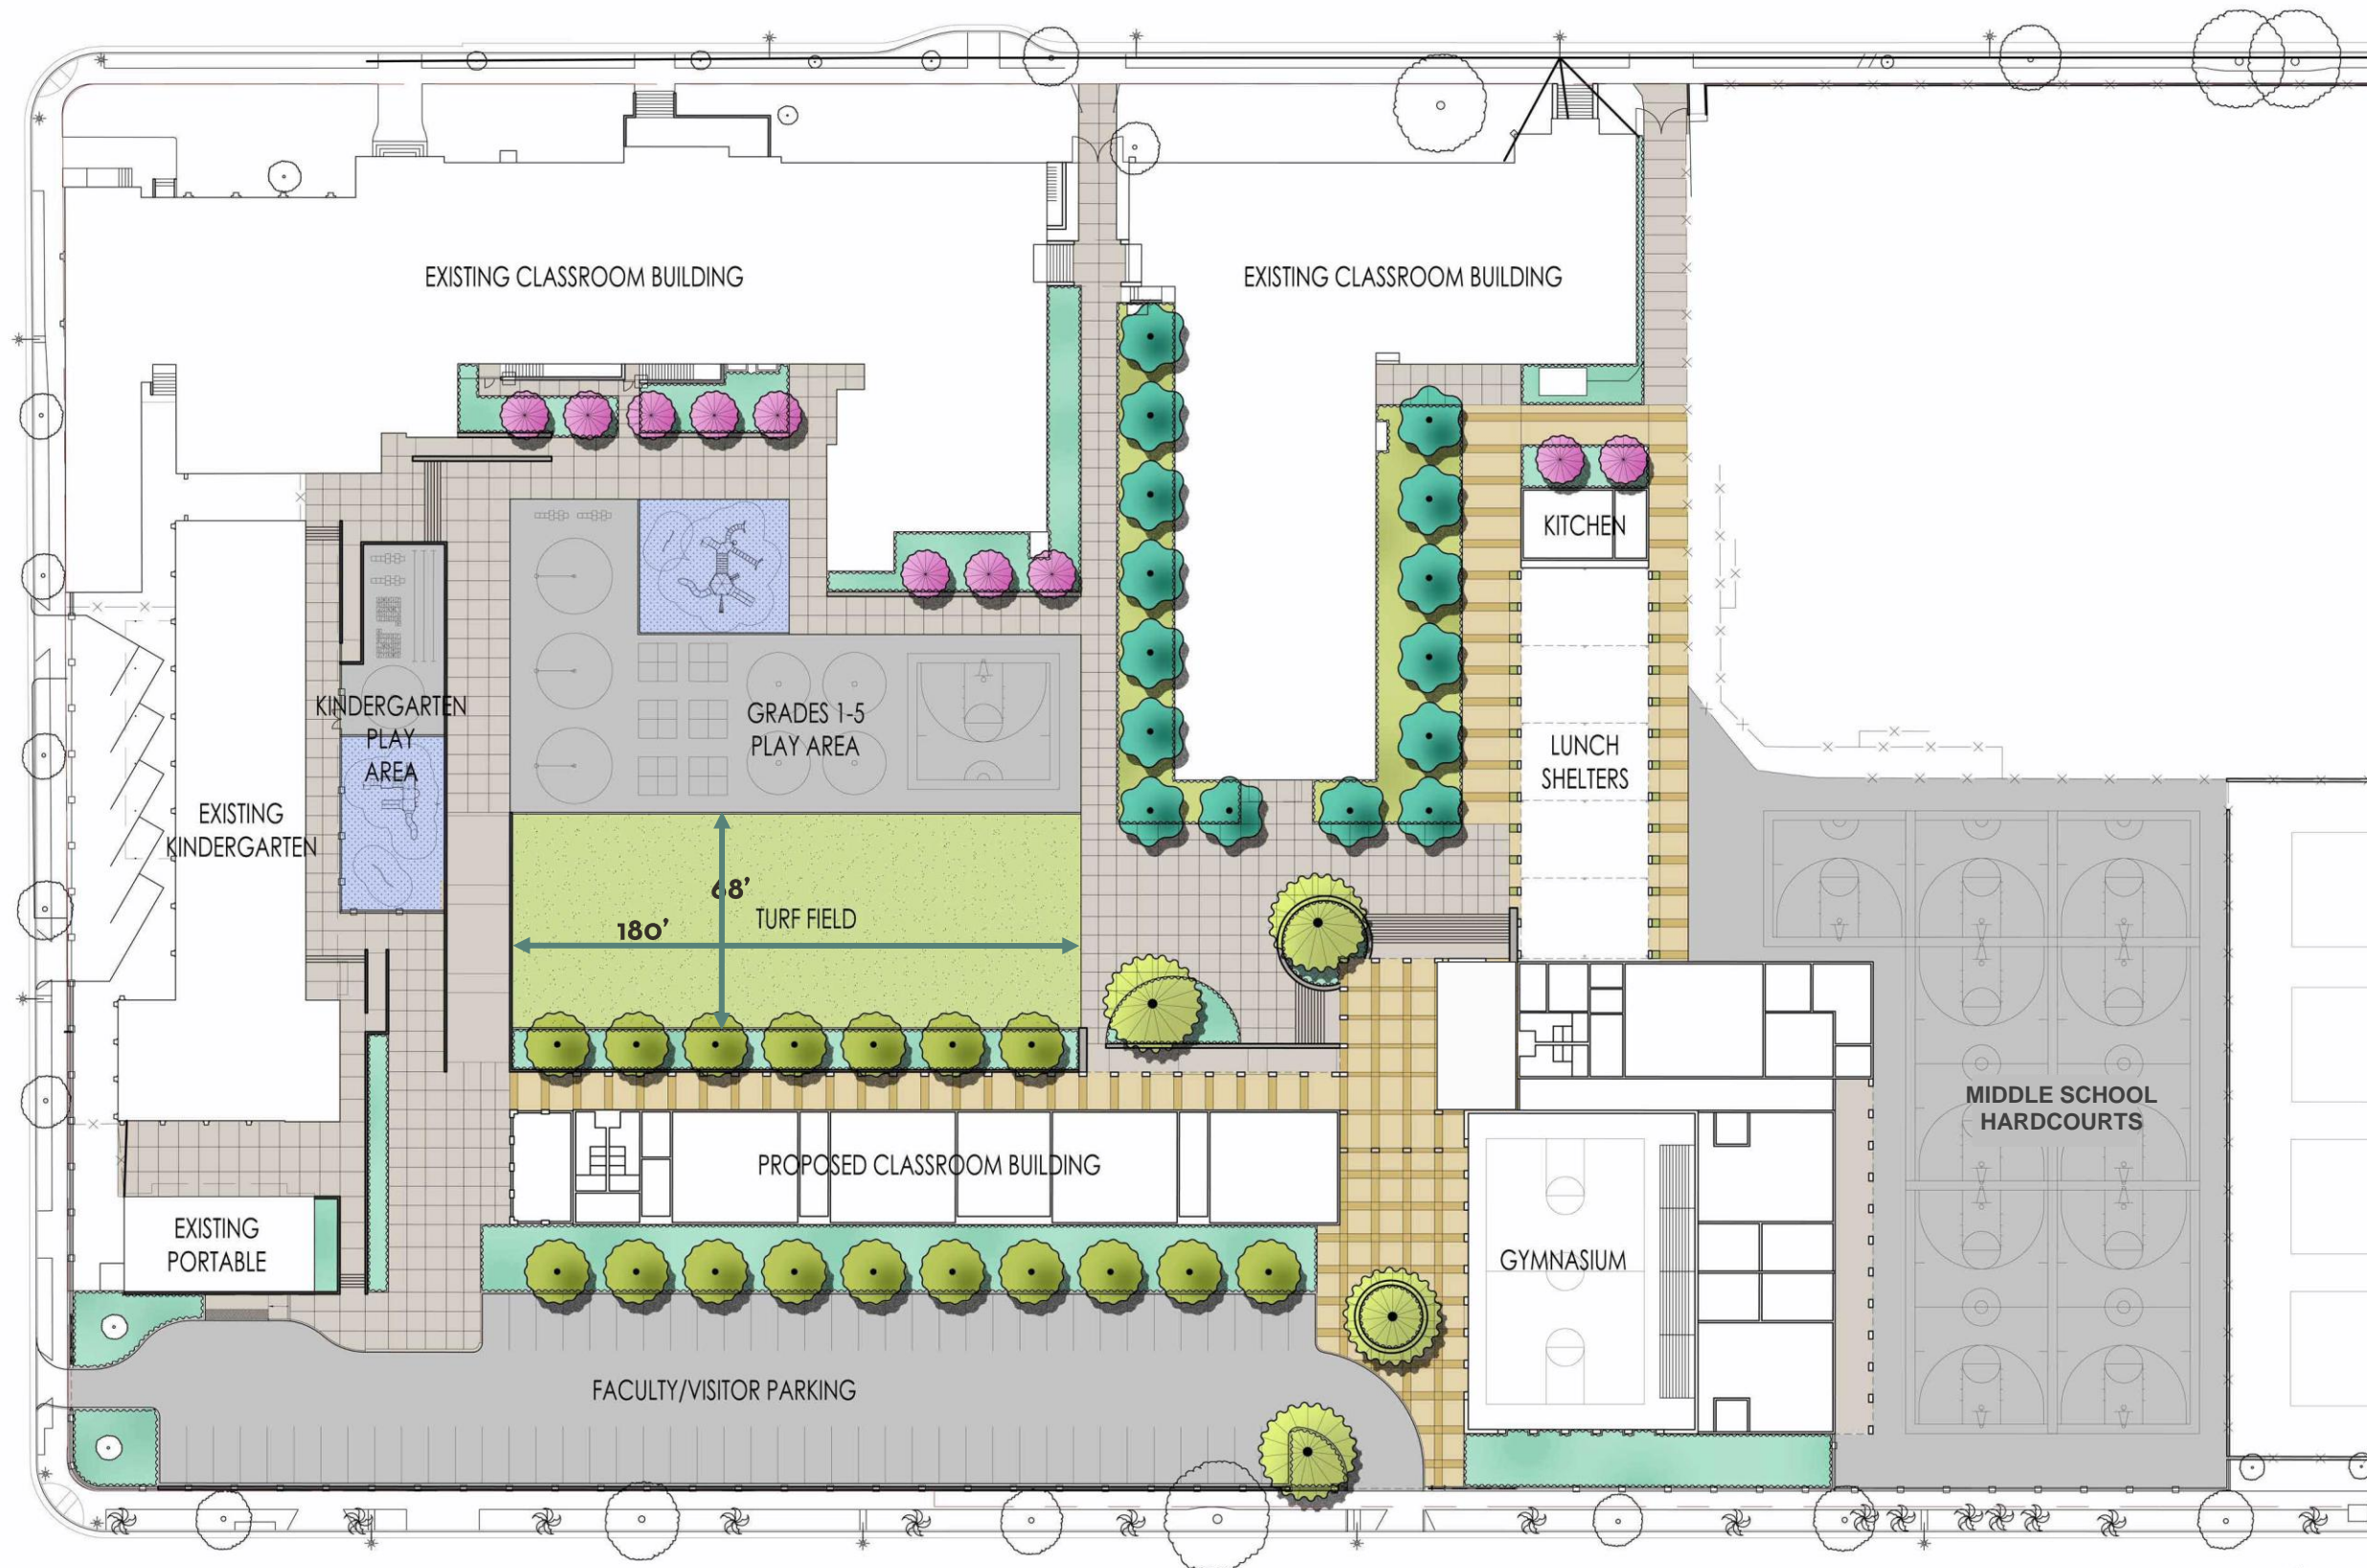 EXISTING CLASSROOM BUILDING
EXISTING CLASSROOM BUILDING
KITCHEN
KINDERGARTEN
PLAY
AREA
GRADES 1-5
PLAY AREA
LUNCH
SHELTERS
EXISTING
KINDERGARTEN
68’
180’
TURF FIELD
MIDDLE SCHOOL
HARDCOURTS
PROPOSED CLASSROOM BUILDING
EXISTING
PORTABLE
GYMNASIUM
FACULTY/VISITOR PARKING